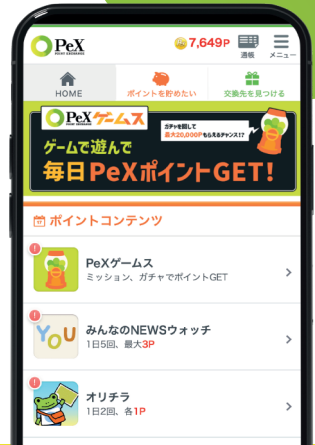 PeX
POINT EXCHANGE
7,649P
通帳
メニュー
HOME
ポイントを貯めたい
交換先を見つける
PeXゲームス
ガチャを回して
最大20,000Pもらえるチャンス!?
ゲームで遊んで
毎日PeXポイントGET!
ポイントコンテンツ
PeXゲームス
ミッション、ガチャでポイントGET
YOU
みんなのNEWSウォッチ
1日5回、最大3P
オリチラ
1日2回、各1P